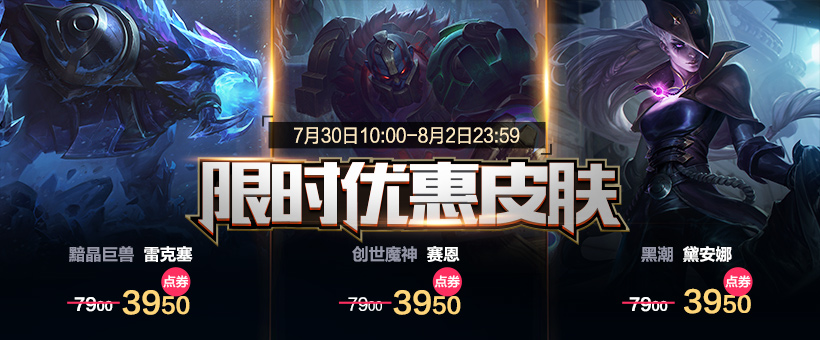 7月30日10:00-8月2日23:59
限时优惠皮肤
黯晶巨兽 雷克塞
点券
7900 3950
创世魔神 赛恩
点券
7900 3950
黑潮 黛安娜
点券
7900 3950